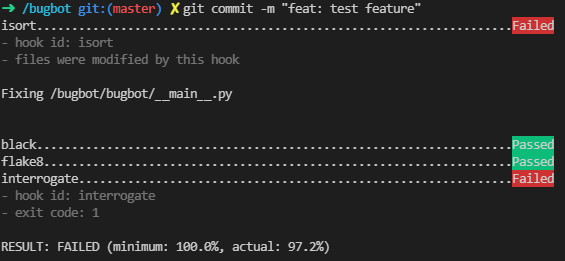 ➜ /bugbot git:(master) ✗ git commit -m "feat: test feature"
isort....................................................................Failed
- hook id: isort
- files were modified by this hook
Fixing /bugbot/bugbot/__main__.py
black....................................................................Passed
flake8...................................................................Passed
interrogate..............................................................Failed
- hook id: interrogate
- exit code: 1
RESULT: FAILED (minimum: 100.0%, actual: 97.2%)